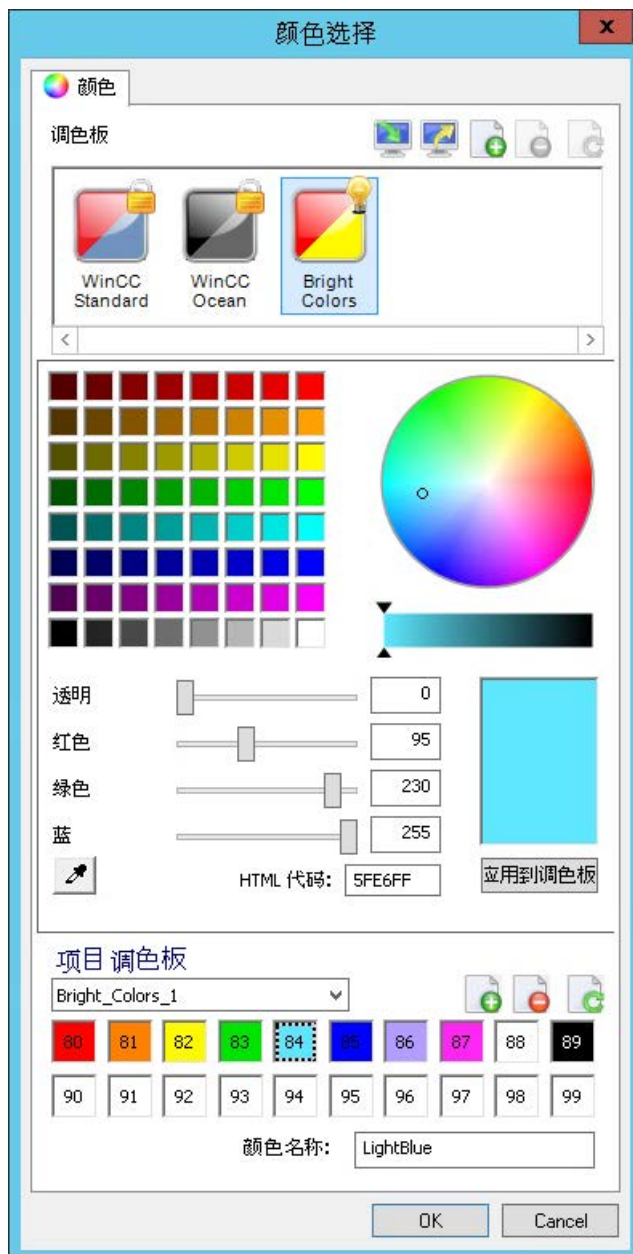 颜色选择
颜色
调色板
WinCC Standard
WinCC Ocean
Bright Colors
透明 0
红色 95
绿色 230
蓝 255
HTML 代码: 5FE6FF
应用到调色板
项目 调色板
Bright_Colors_1
80 81 82 83 84 85 86 87 88 89
90 91 92 93 94 95 96 97 98 99
颜色名称: LightBlue
OK Cancel